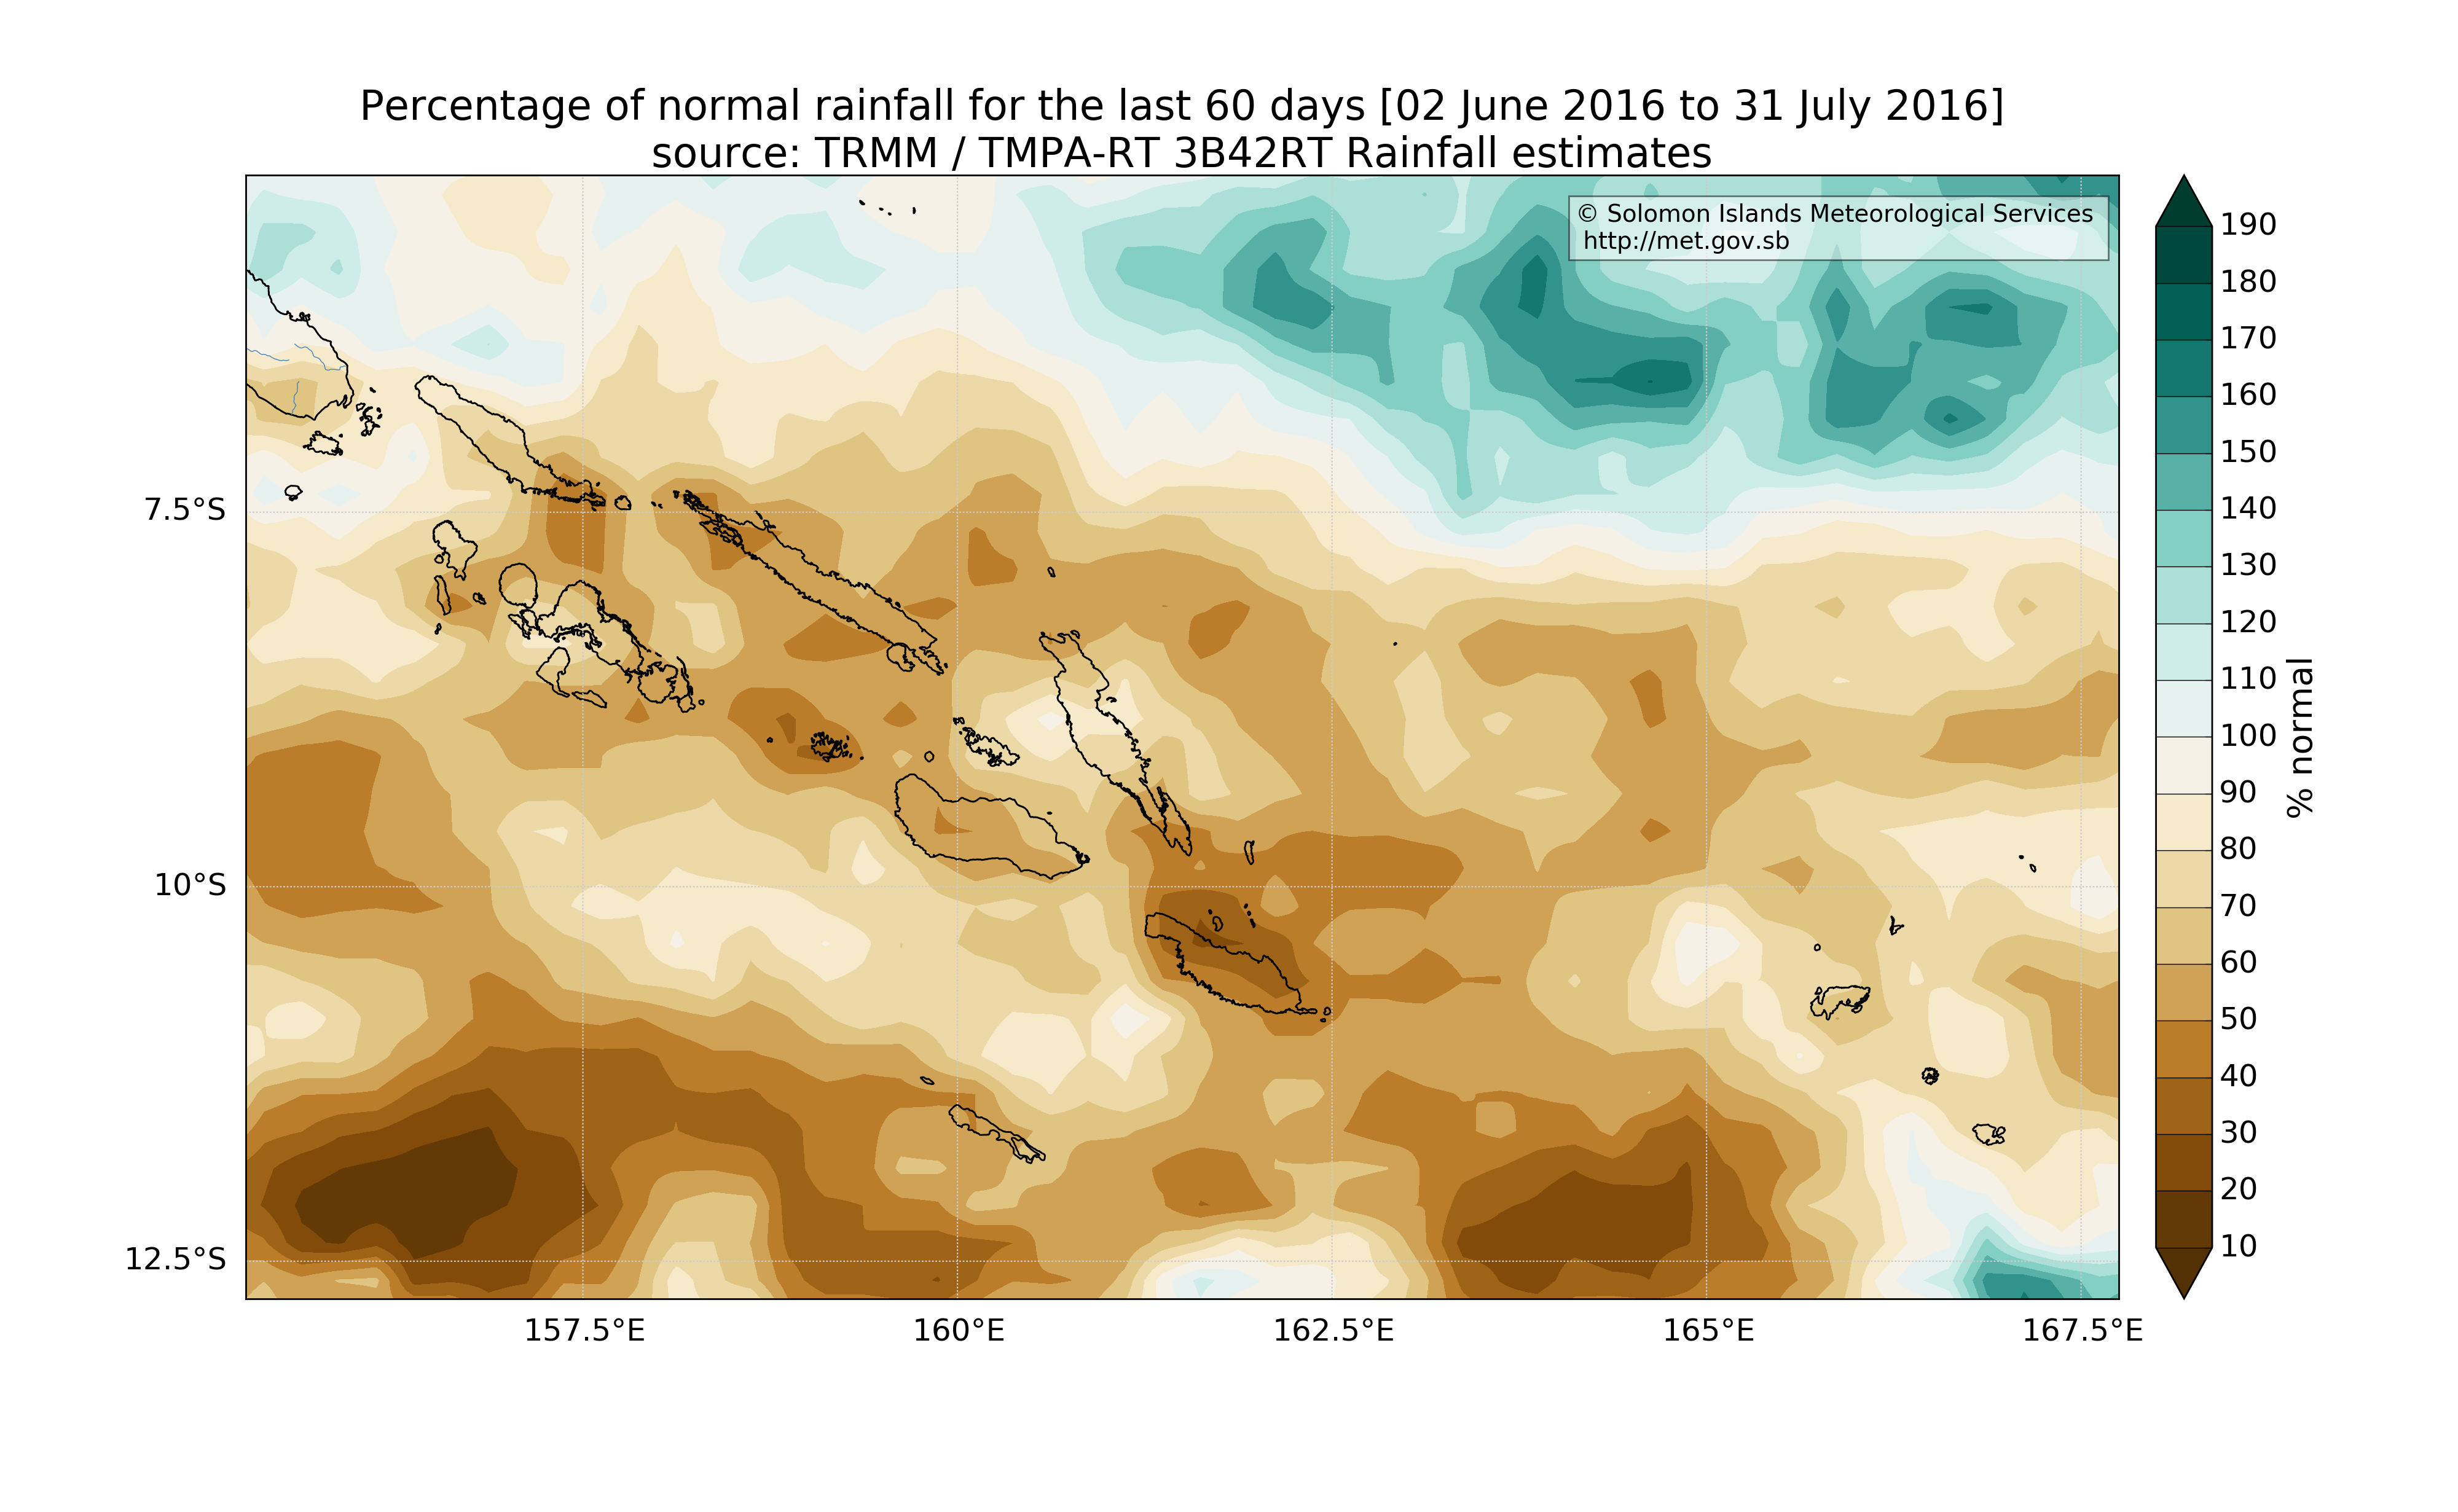 Percentage of normal rainfall for the last 60 days [02 June 2016 to 31 July 2016]
source: TRMM / TMPA-RT 3B42RT Rainfall estimates
© Solomon Islands Meteorological Services
http://met.gov.sb
7.5°S
10°S
12.5°S
157.5°E
160°E
162.5°E
165°E
167.5°E
190
180
170
160
150
140
130
120
110
100
90
80
70
60
50
40
30
20
10
% normal